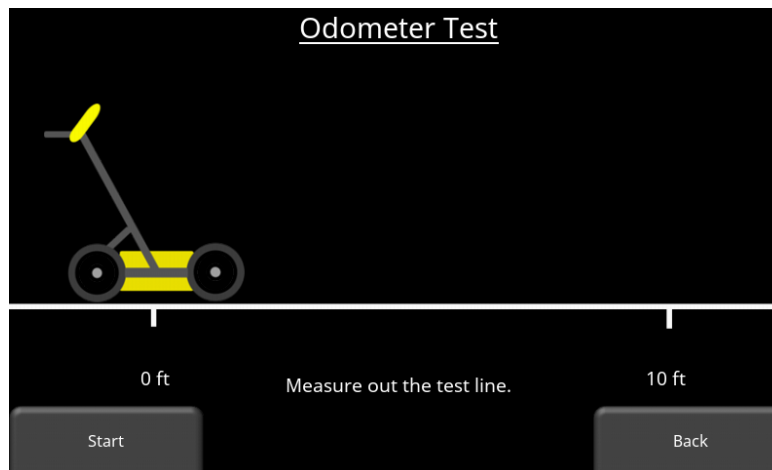 Odometer Test
0 ft
Measure out the test line.
10 ft
Start
Back